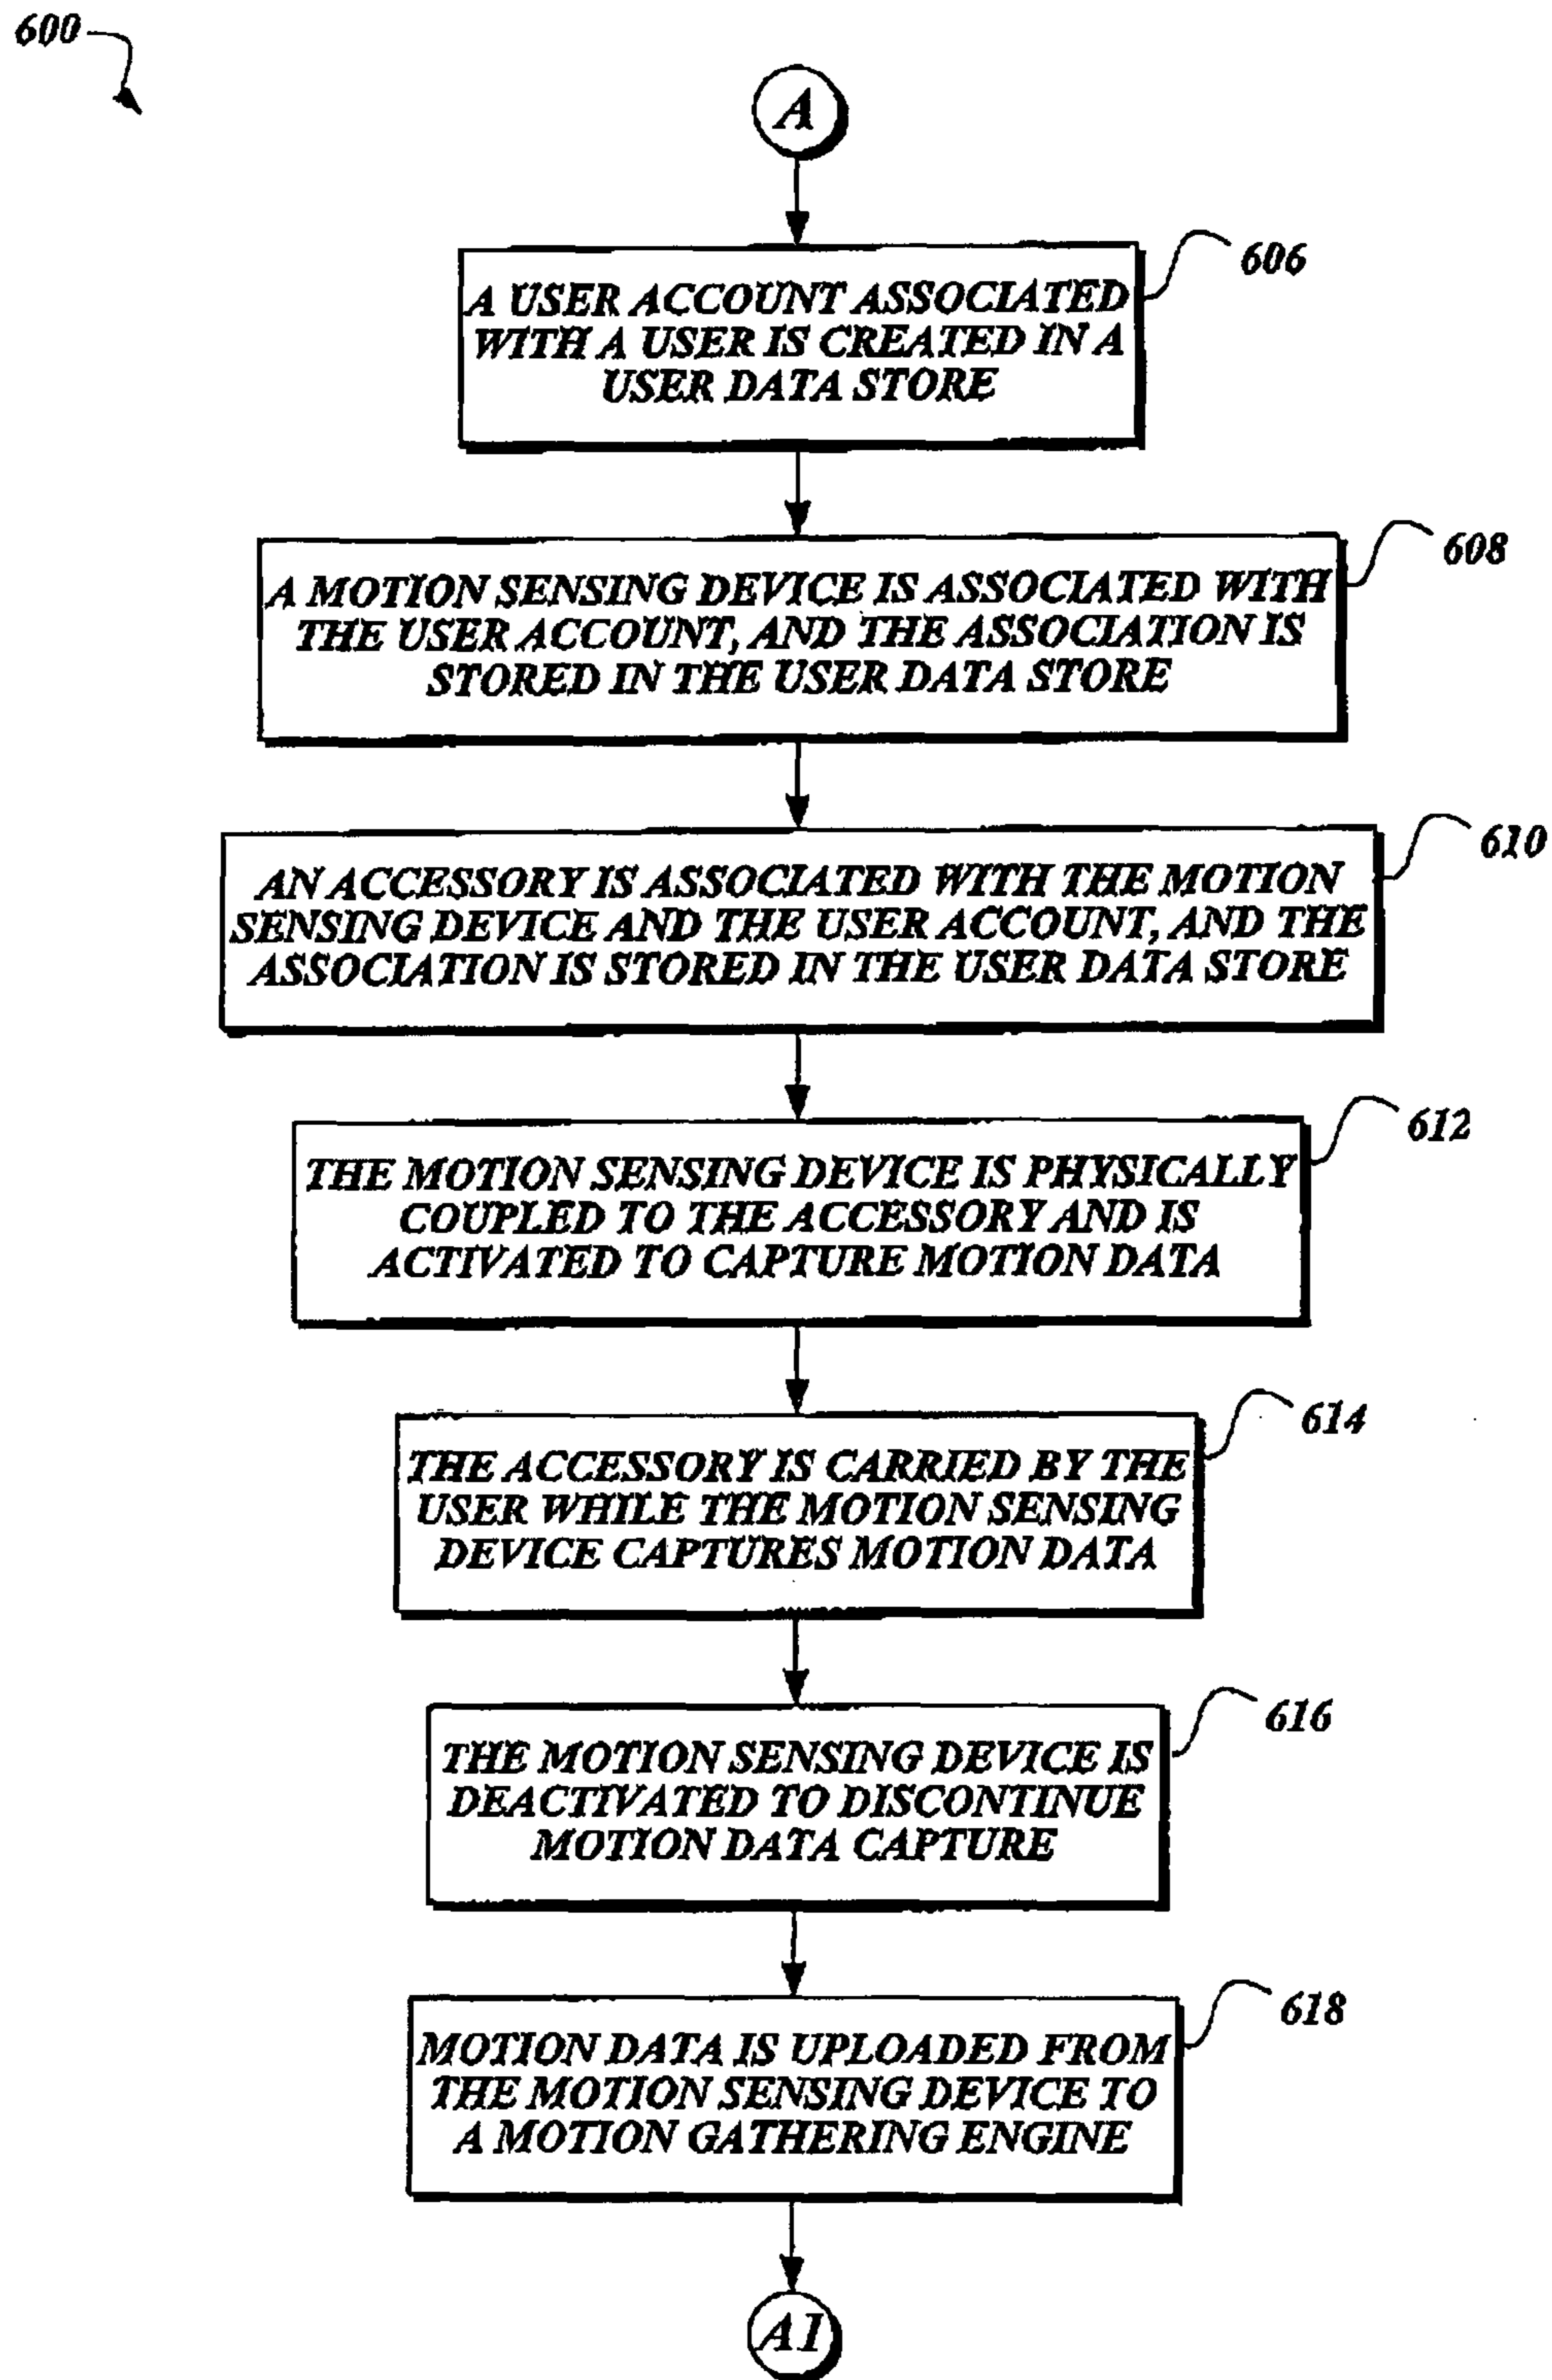 600
A
606
A USER ACCOUNT ASSOCIATED
WITH A USER IS CREATED IN A
USER DATA STORE
608
A MOTION SENSING DEVICE IS ASSOCIATED WITH
THE USER ACCOUNT, AND THE ASSOCIATION IS
STORED IN THE USER DATA STORE
610
AN ACCESSORY IS ASSOCIATED WITH THE MOTION
SENSING DEVICE AND THE USER ACCOUNT, AND THE
ASSOCIATION IS STORED IN THE USER DATA STORE
612
THE MOTION SENSING DEVICE IS PHYSICALLY
COUPLED TO THE ACCESSORY AND IS
ACTIVATED TO CAPTURE MOTION DATA
614
THE ACCESSORY IS CARRIED BY THE
USER WHILE THE MOTION SENSING
DEVICE CAPTURES MOTION DATA
616
THE MOTION SENSING DEVICE IS
DEACTIVATED TO DISCONTINUE
MOTION DATA CAPTURE
618
MOTION DATA IS UPLOADED FROM
THE MOTION SENSING DEVICE TO
A MOTION GATHERING ENGINE
A1